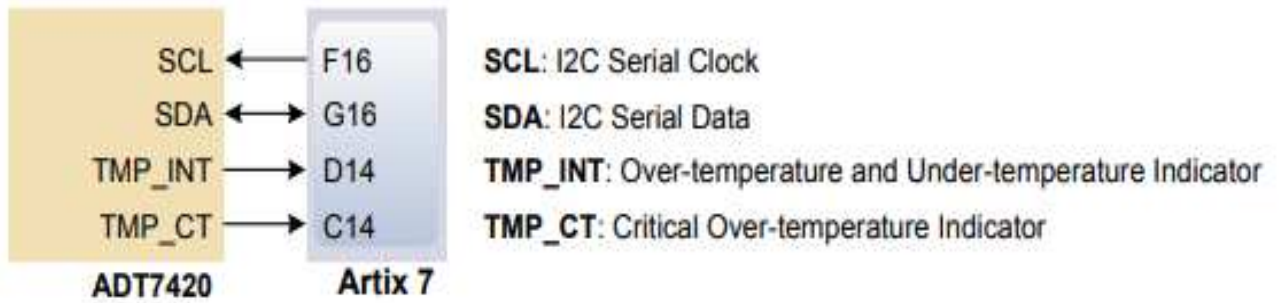 SCL F16 SCL: I2C Serial Clock
SDA G16 SDA: I2C Serial Data
TMP_INT D14 TMP_INT: Over-temperature and Under-temperature Indicator
TMP_CT C14 TMP_CT: Critical Over-temperature Indicator
ADT7420 Artix 7